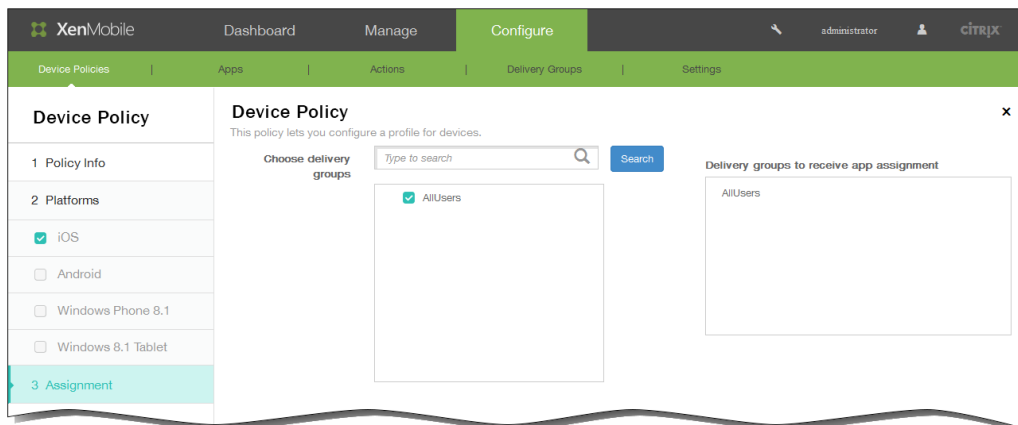 XenMobile Dashboard Manage Configure administrator CITRIX
Device Policies | Apps | Actions | Delivery Groups | Settings
Device Policy
1 Policy Info
2 Platforms
iOS
Android
Windows Phone 8.1
Windows 8.1 Tablet
3 Assignment
Device Policy
x
This policy lets you configure a profile for devices.
Choose delivery
groups
Type to search
Search
AllUsers
Delivery groups to receive app assignment
AllUsers